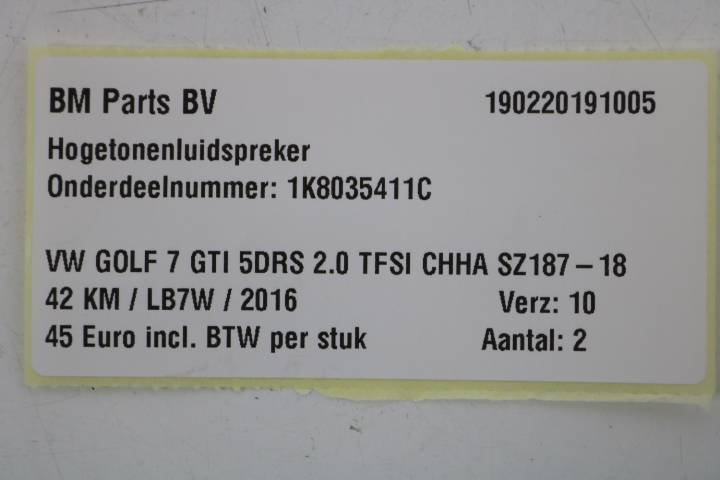 BM Parts BV 190220191005
Hogetonenluidspreker
Onderdeelnummer: 1K8035411C
VW GOLF 7 GTI 5DRS 2.0 TFSI CHHA SZ187-18
42 KM / LB7W / 2016 Verz: 10
45 Euro incl. BTW per stuk Aantal: 2